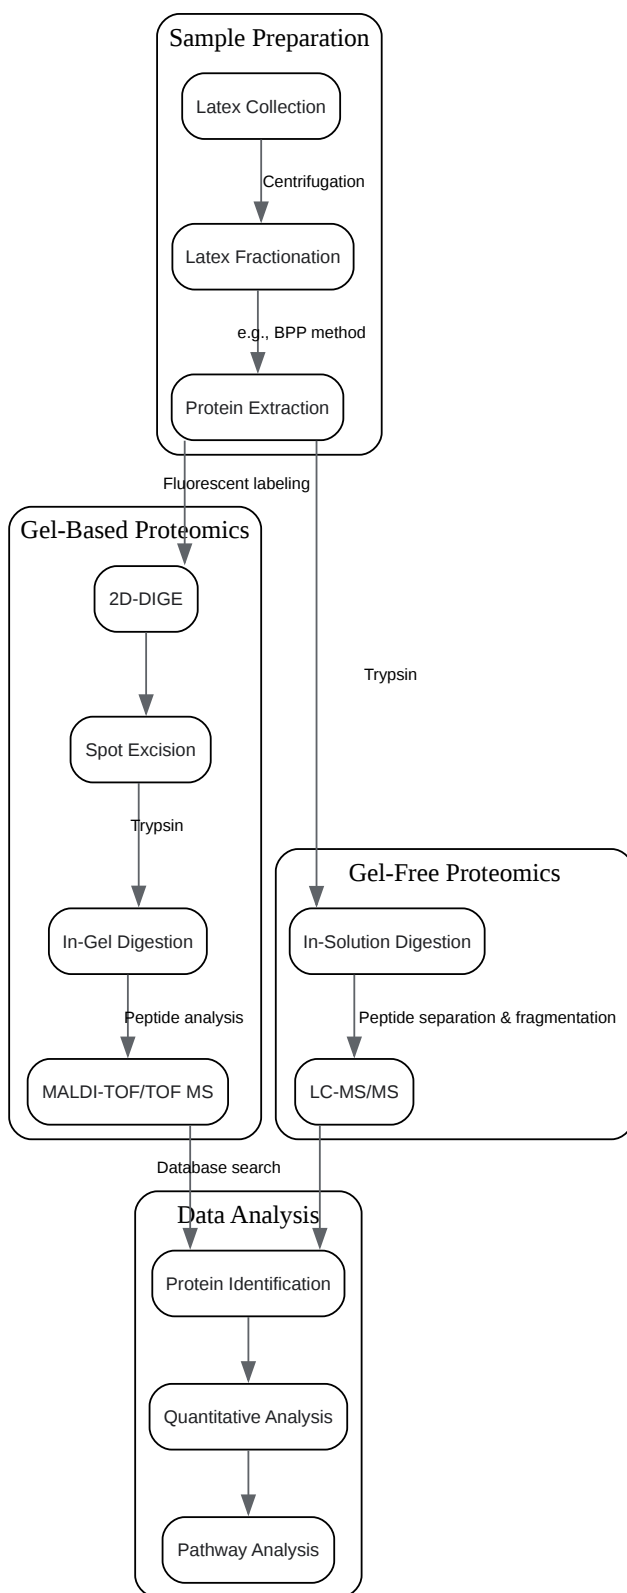 Sample Preparation
Latex Collection
Centrifugation
Latex Fractionation
e.g., BPP method
Protein Extraction
Fluorescent labeling
Gel-Based Proteomics
2D-DIGE
Trypsin
Spot Excision
Trypsin
Gel-Free Proteomics
In-Gel Digestion
In-Solution Digestion
Peptide analysis
Peptide separation & fragmentation
MALDI-TOF/TOF MS
LC-MS/MS
Database search
Data Analysis
Protein Identification
Quantitative Analysis
Pathway Analysis